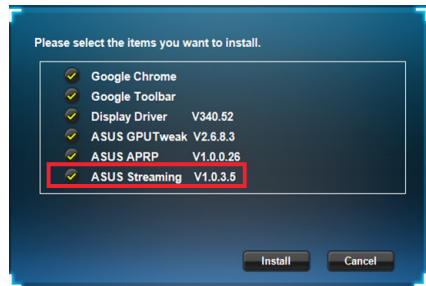 Please select the items you want to install.
Google Chrome
Google Toolbar
Display Driver V340.52
ASUS GPUTweak V2.6.8.3
ASUS APRP V1.0.0.26
ASUS Streaming V1.0.3.5
Install Cancel